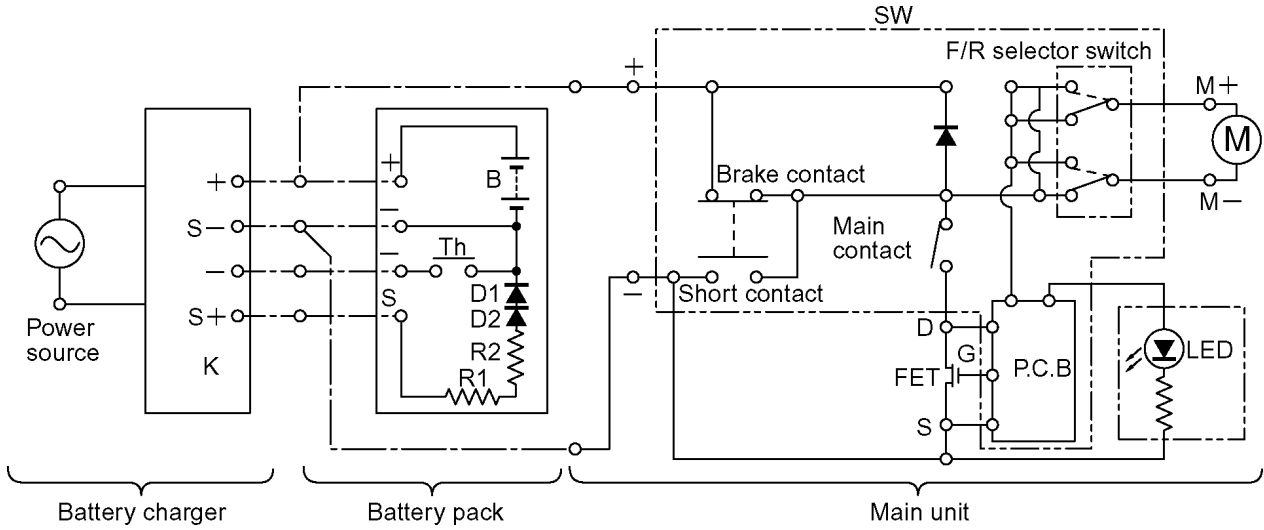 SW
F/R selector switch
+
M+
M
M−
+
S−
−
S+
K
Power
source
+
−
−
S
B
Th
D1
D2
R2
R1
Brake contact
Main
contact
−
Short contact
D
G
FET
S
P.C.B
LED
Battery charger
Battery pack
Main unit